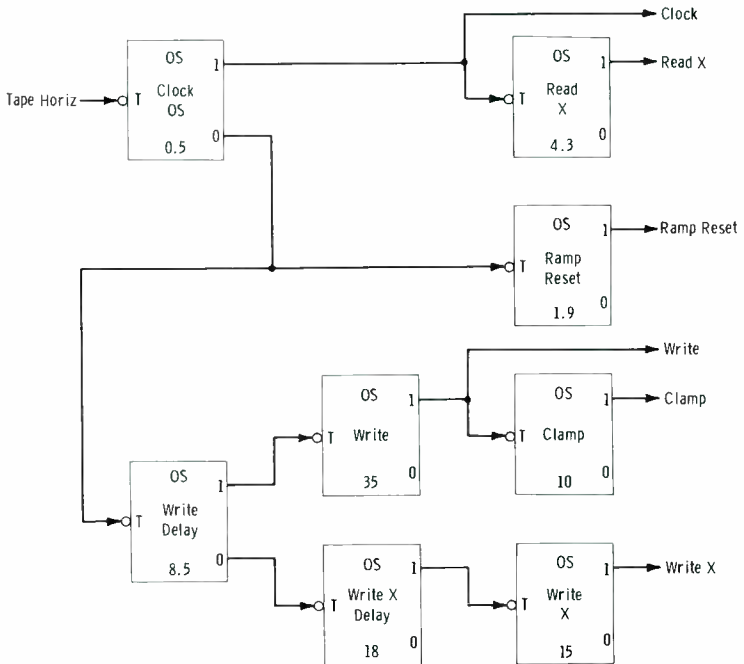 Clock
OS
1
Read X
Tape Horiz
T
Clock
OS
0
0.5
OS
1
T
Read
X
0
4.3
OS
1
Ramp Reset
T
Ramp
Reset
0
1.9
Write
OS
1
T
Write
0
35
OS
1
Clamp
T
Clamp
0
10
OS
1
T
Write
Delay
0
8.5
OS
1
T
Write X
Delay
0
18
OS
1
Write X
T
Write
X
0
15